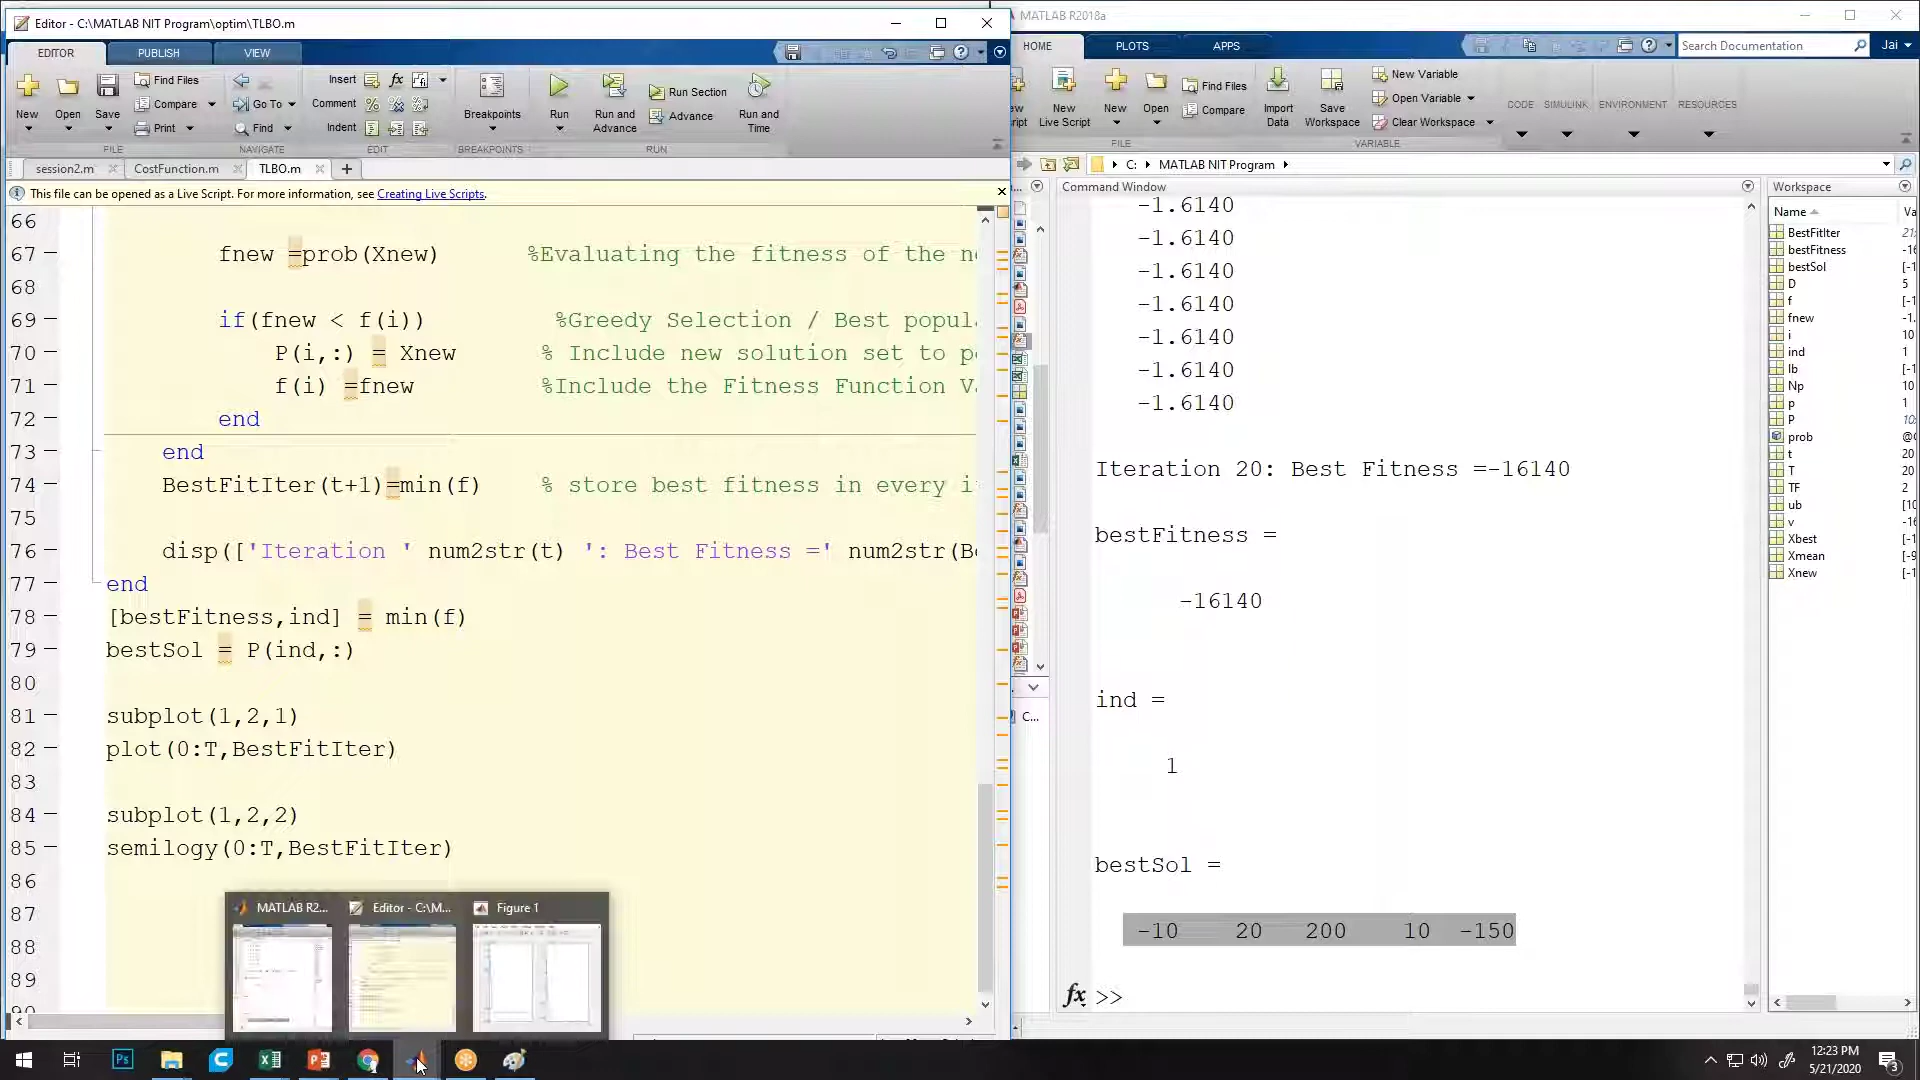 Editor - C:\MATLAB NIT Program\optim\TLBO.m
MATLAB R2018a
EDITOR
PUBLISH
VIEW
HOME
PLOTS
APPS
Search Documentation
Jai
New
Open
Save
Find Files
Compare
Print
Go To
Find
Insert
Comment
Indent
fx
Breakpoints
Run
Run and
Advance
Run Section
Advance
Run and
Time
FILE
NAVIGATE
EDIT
BREAKPOINTS
RUN
New
Live Script
New
Open
Find Files
Compare
Import
Data
Save
Workspace
New Variable
Open Variable
Clear Workspace
CODE
SIMULINK
ENVIRONMENT
RESOURCES
FILE
VARIABLE
session2.m
CostFunction.m
TLBO.m
C:
MATLAB NIT Program
This file can be opened as a Live Script. For more information, see Creating Live Scripts.
66
67 fnew =prob(Xnew) %Evaluating the fitness of the
68
69 if(fnew < f(i)) %Greedy Selection / Best
70 P(i,:) = Xnew % Include new solution set to
71 f(i) =fnew %Include the Fitness Function
72 end
73 end
74 BestFitIter(t+1)=min(f) % store best fitness in every
75
76 disp(['Iteration ' num2str(t) ': Best Fitness =' num2str(
77 end
78 [bestFitness,ind] = min(f)
79 bestSol = P(ind,:)
80
81 subplot(1,2,1)
82 plot(0:T,BestFitIter)
83
84 subplot(1,2,2)
85 semilogy(0:T,BestFitIter)
86
87
88
89
90
MATLAB R2...
Editor - C:\M...
Figure 1
C...
Command Window
-1.6140
-1.6140
-1.6140
-1.6140
-1.6140
-1.6140
-1.6140
Iteration 20: Best Fitness =-16140
bestFitness =
-16140
ind =
1
bestSol =
-10 20 200 10 -150
fx >>
Workspace
Name
BestFitIter
bestFitness
bestSol
D 5
f
fnew
i 10
ind 1
lb
Np 10
p 1
P
prob
t 20
T 20
TF 2
ub
v
Xbest
Xmean
Xnew
12:23 PM
5/21/2020
3